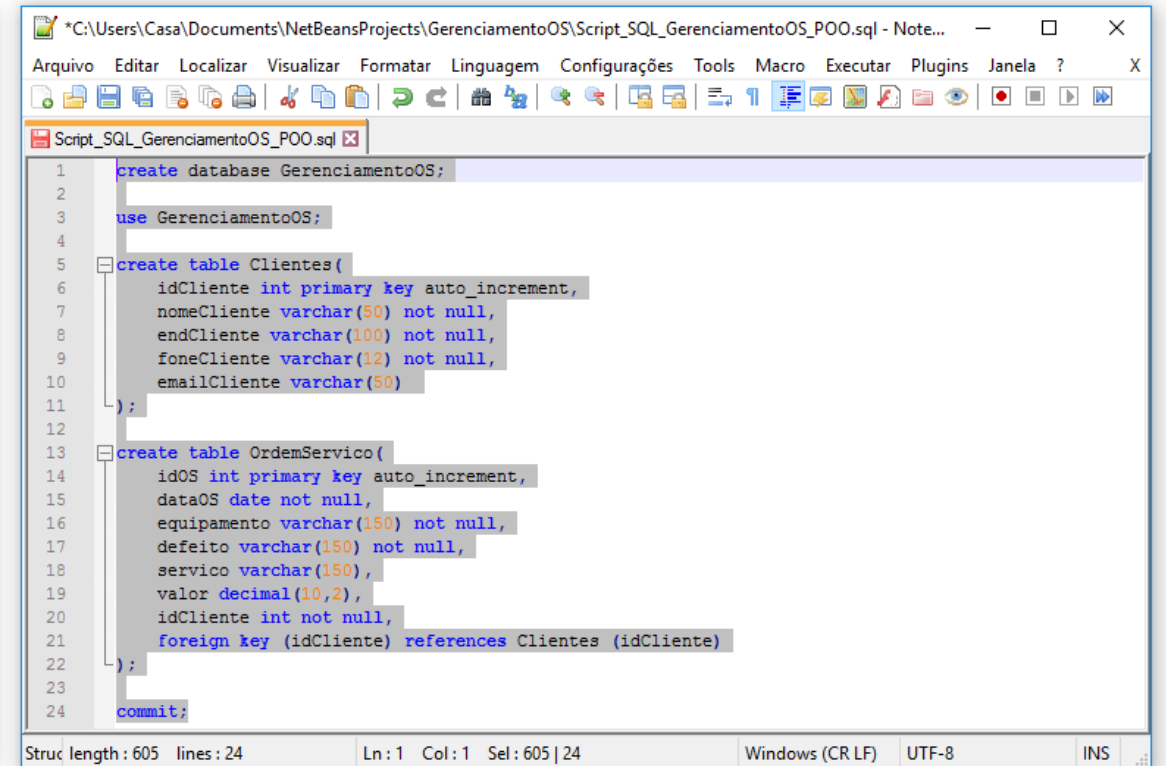 *C:\Users\Casa\Documents\NetBeansProjects\GerenciamentoOS\Script_SQL_GerenciamentoOS_POO.sql - Note...
Arquivo Editar Localizar Visualizar Formatar Linguagem Configurações Tools Macro Executar Plugins Janela ? X
Script_SQL_GerenciamentoOS_POO.sql
1 create database GerenciamentoOS;
2
3 use GerenciamentoOS;
4
5 create table Clientes(
6 idCliente int primary key auto_increment,
7 nomeCliente varchar(50) not null,
8 endCliente varchar(100) not null,
9 foneCliente varchar(12) not null,
10 emailCliente varchar(50)
11 );
12
13 create table OrdemServico(
14 idOS int primary key auto_increment,
15 dataOS date not null,
16 equipamento varchar(150) not null,
17 defeito varchar(150) not null,
18 servico varchar(150),
19 valor decimal(10,2),
20 idCliente int not null,
21 foreign key (idCliente) references Clientes (idCliente)
22 );
23
24 commit;
Struc length : 605 lines : 24 Ln : 1 Col : 1 Sel : 605 | 24 Windows (CR LF) UTF-8 INS